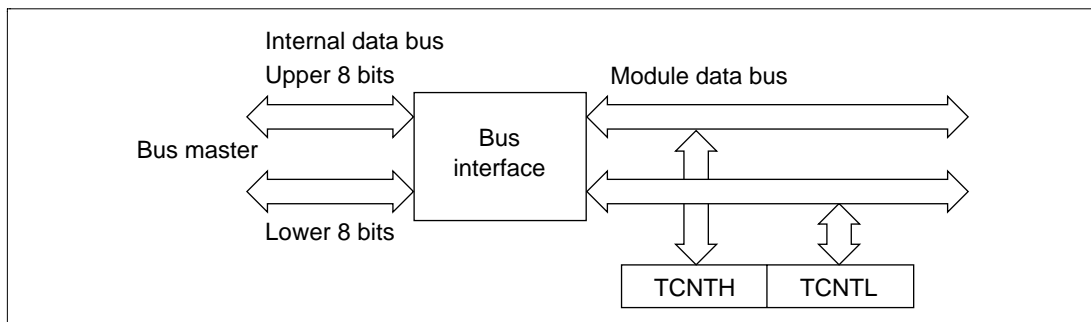 Internal data bus
Upper 8 bits
Module data bus
Bus master
Bus
interface
Lower 8 bits
TCNTH
TCNTL